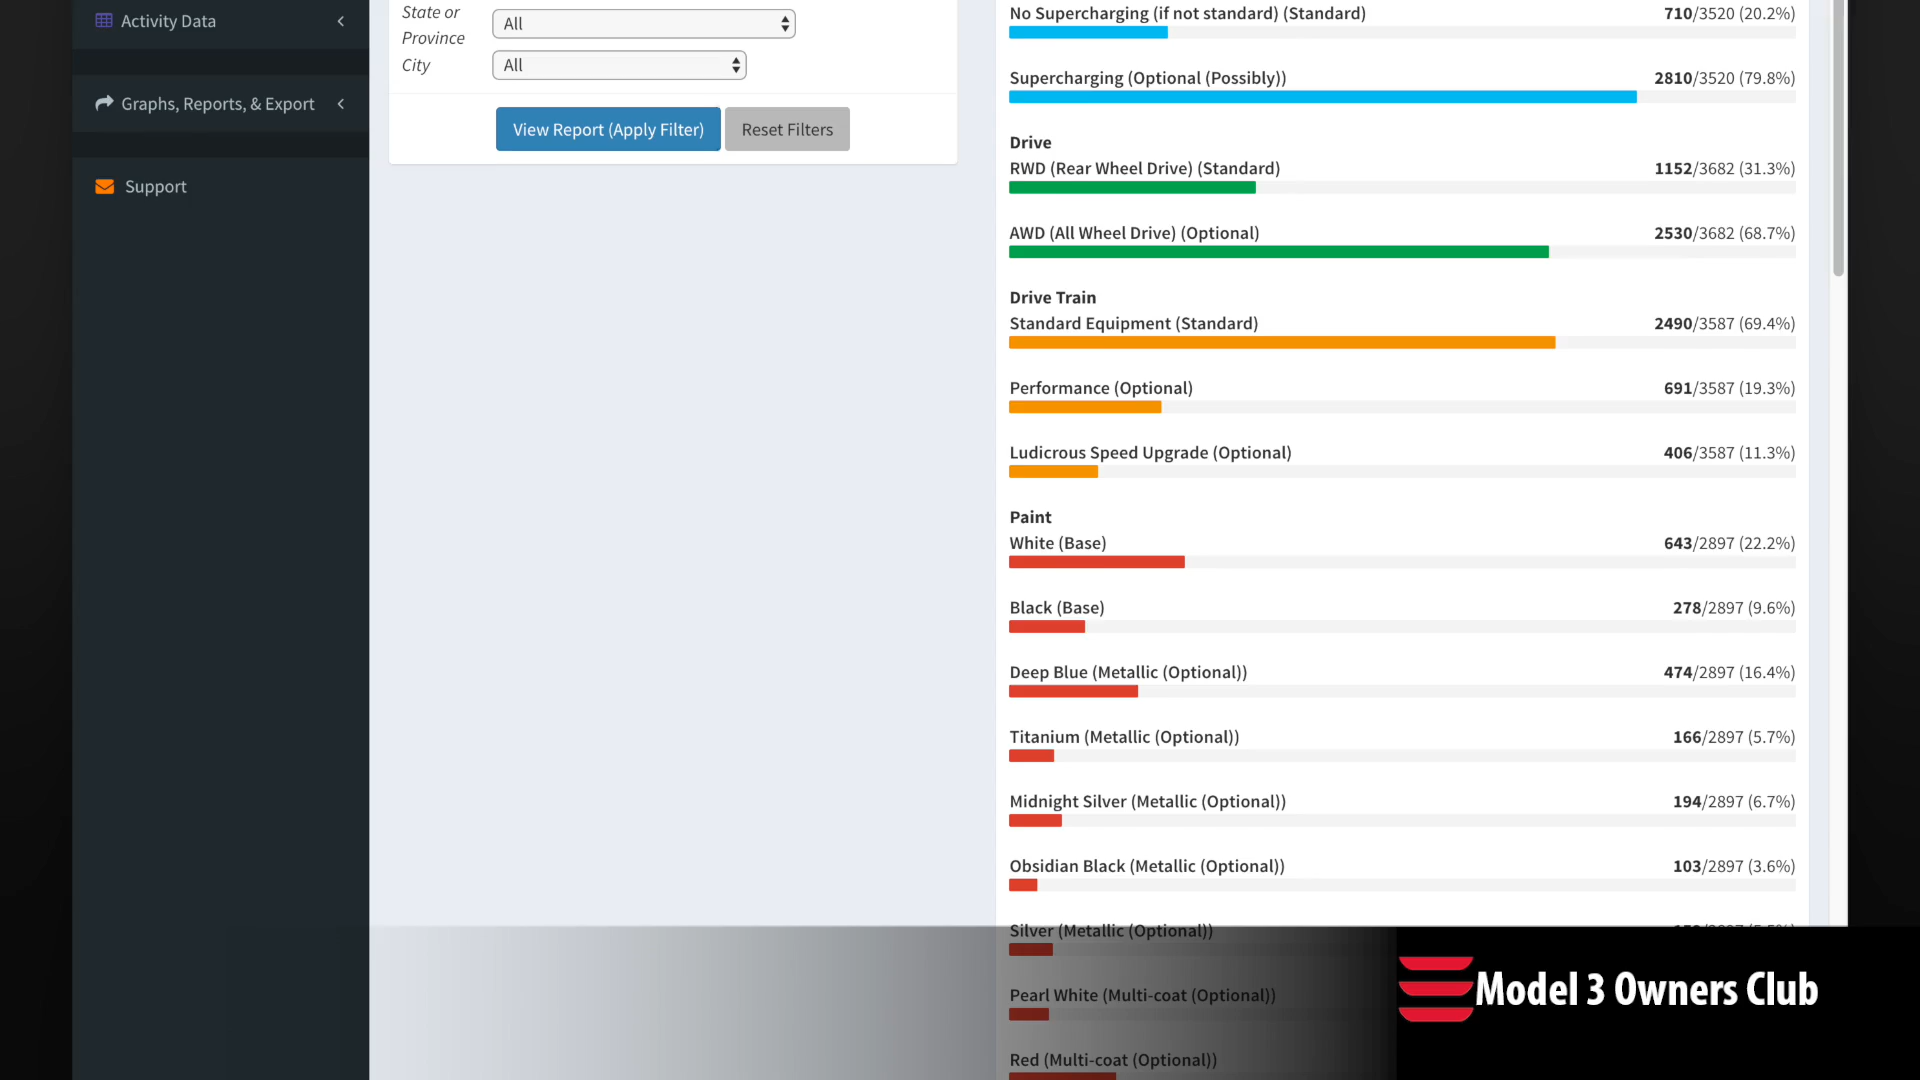 Activity Data
Graphs, Reports, & Export
Support
State or
Province
All
City
All
View Report (Apply Filter)
Reset Filters
No Supercharging (if not standard) (Standard) 710/3520 (20.2%)
Supercharging (Optional (Possibly)) 2810/3520 (79.8%)
Drive
RWD (Rear Wheel Drive) (Standard) 1152/3682 (31.3%)
AWD (All Wheel Drive) (Optional) 2530/3682 (68.7%)
Drive Train
Standard Equipment (Standard) 2490/3587 (69.4%)
Performance (Optional) 691/3587 (19.3%)
Ludicrous Speed Upgrade (Optional) 406/3587 (11.3%)
Paint
White (Base) 643/2897 (22.2%)
Black (Base) 278/2897 (9.6%)
Deep Blue (Metallic (Optional)) 474/2897 (16.4%)
Titanium (Metallic (Optional)) 166/2897 (5.7%)
Midnight Silver (Metallic (Optional)) 194/2897 (6.7%)
Obsidian Black (Metallic (Optional)) 103/2897 (3.6%)
Silver (Metallic (Optional))
Pearl White (Multi-coat (Optional))
Red (Multi-coat (Optional))
Model 3 Owners Club